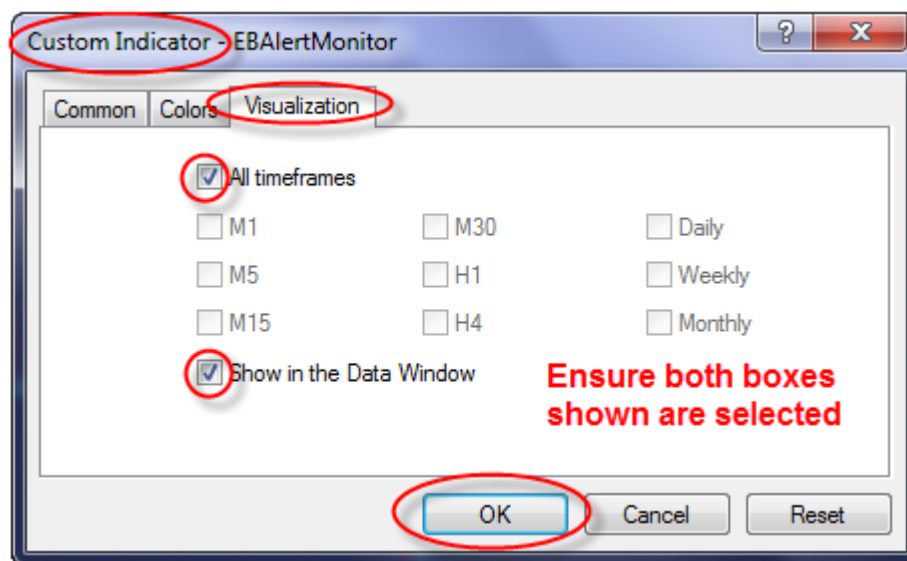 Custom Indicator - EBAlertMonitor
? X
Common Colors Visualization
All timeframes
M1 M30 Daily
M5 H1 Weekly
M15 H4 Monthly
Show in the Data Window
Ensure both boxes
shown are selected
OK Cancel Reset